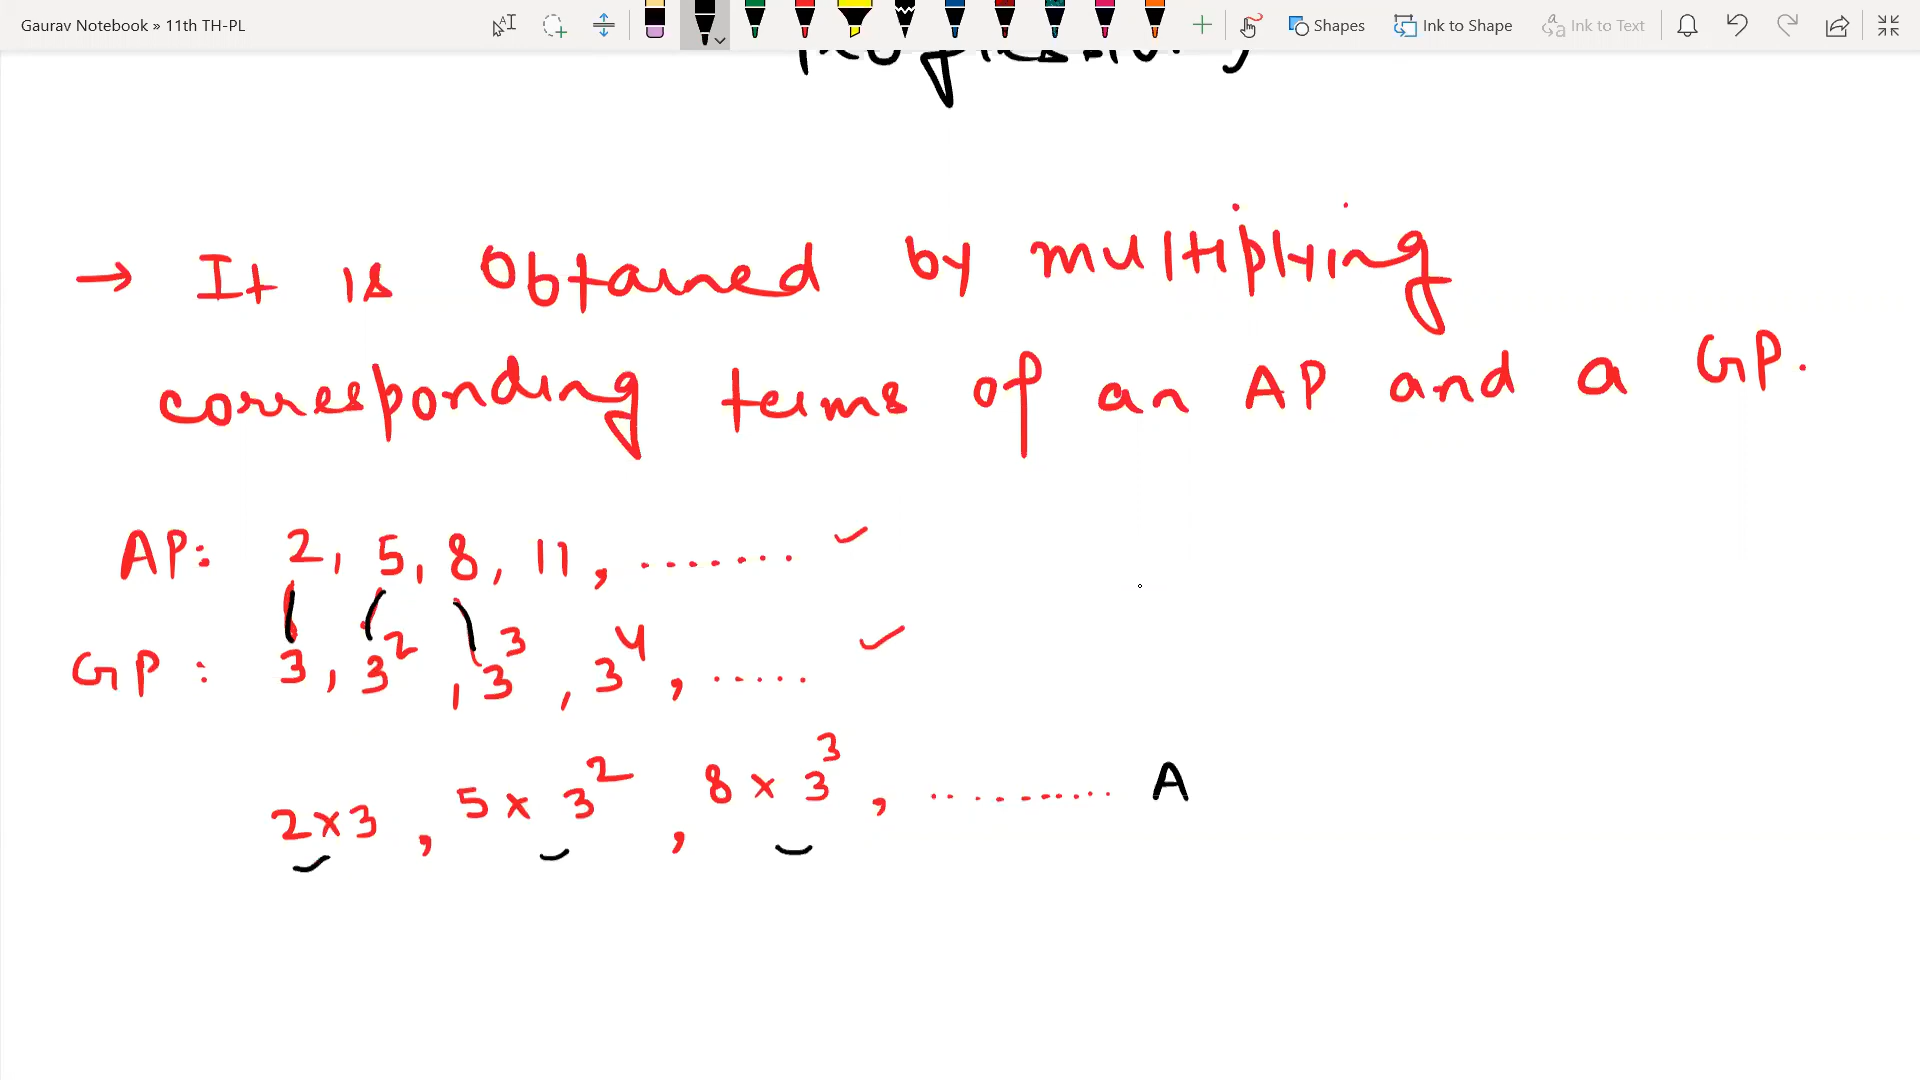 Gaurav Notebook » 11th TH-PL
Shapes
Ink to Shape
Ink to Text
→ It is Obtained by multiplying
corresponding terms of an AP and a GP.
AP: 2, 5, 8, 11, ........
GP: 3, 3², 3³, 3⁴, .....
2×3, 5×3², 8×3³, ........... A